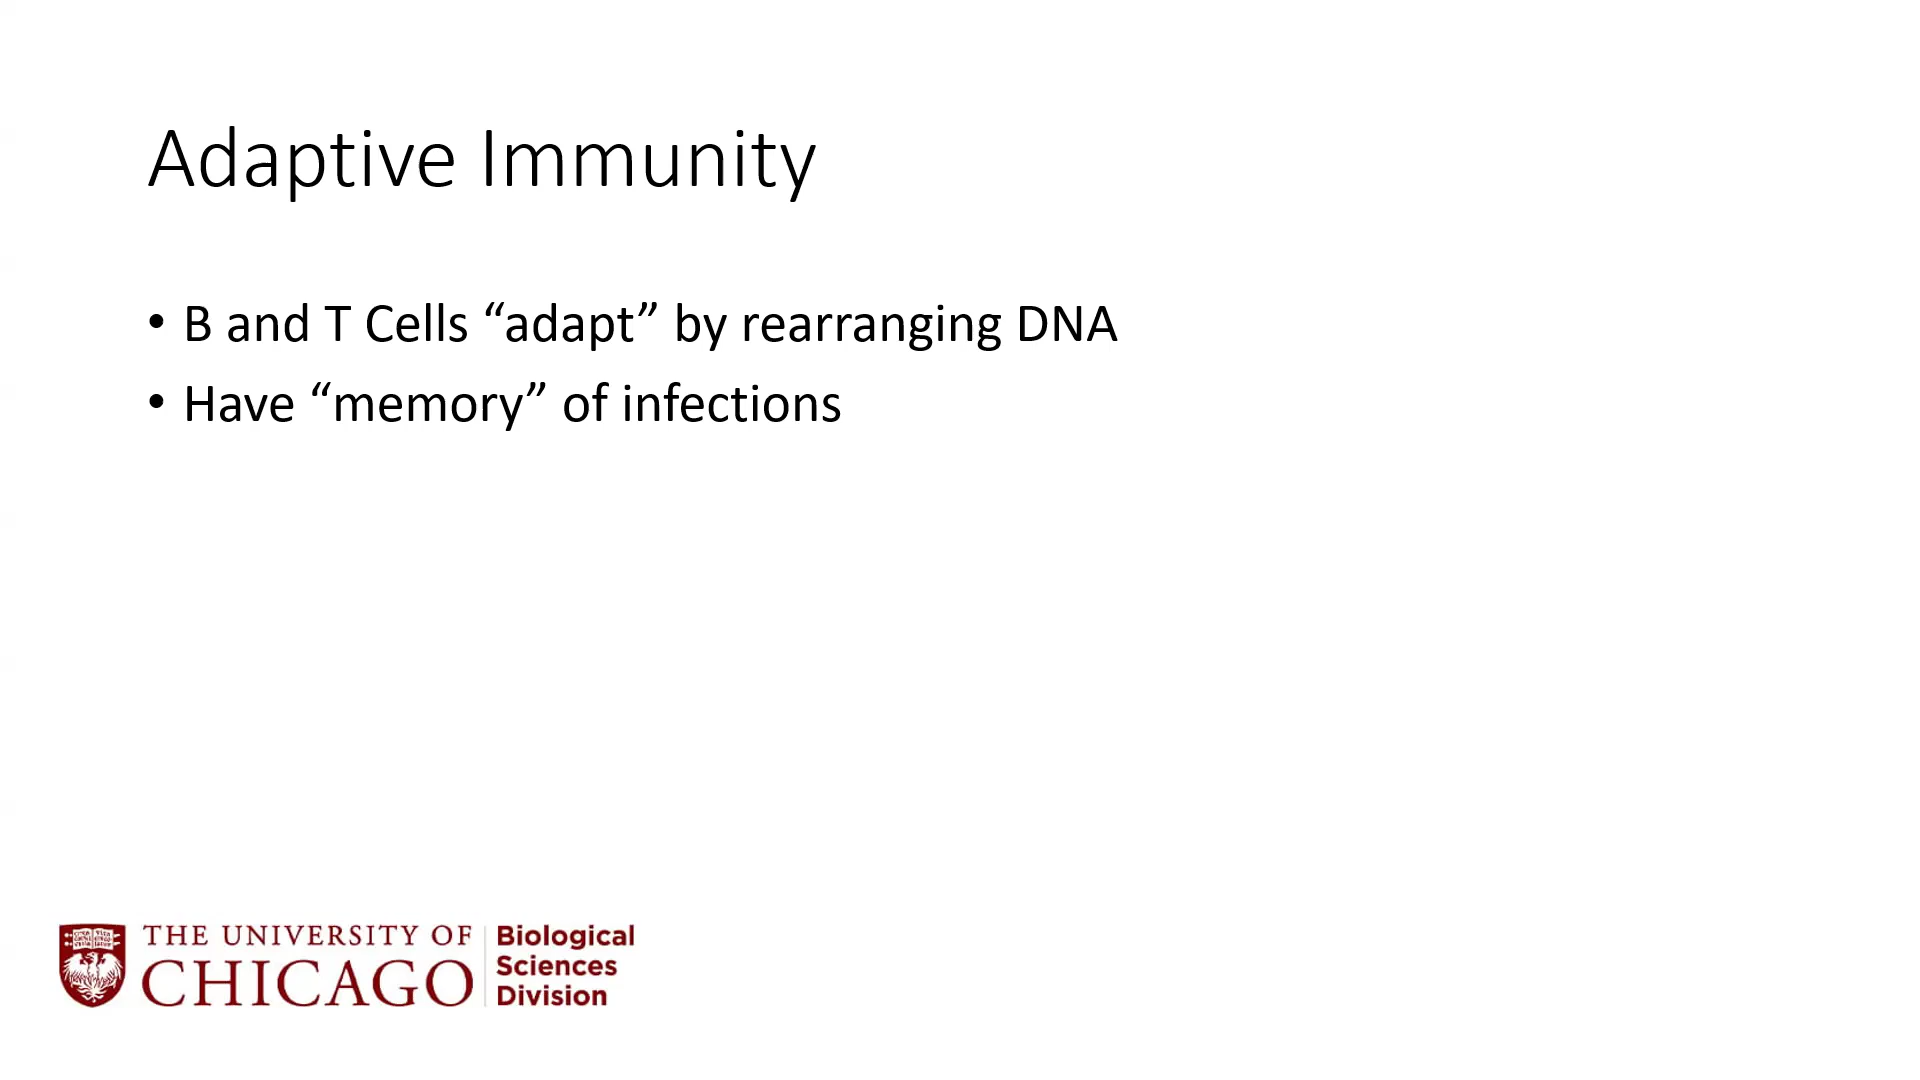 Adaptive Immunity
• B and T Cells “adapt” by rearranging DNA
• Have “memory” of infections
THE UNIVERSITY OF
CHICAGO
Biological
Sciences
Division